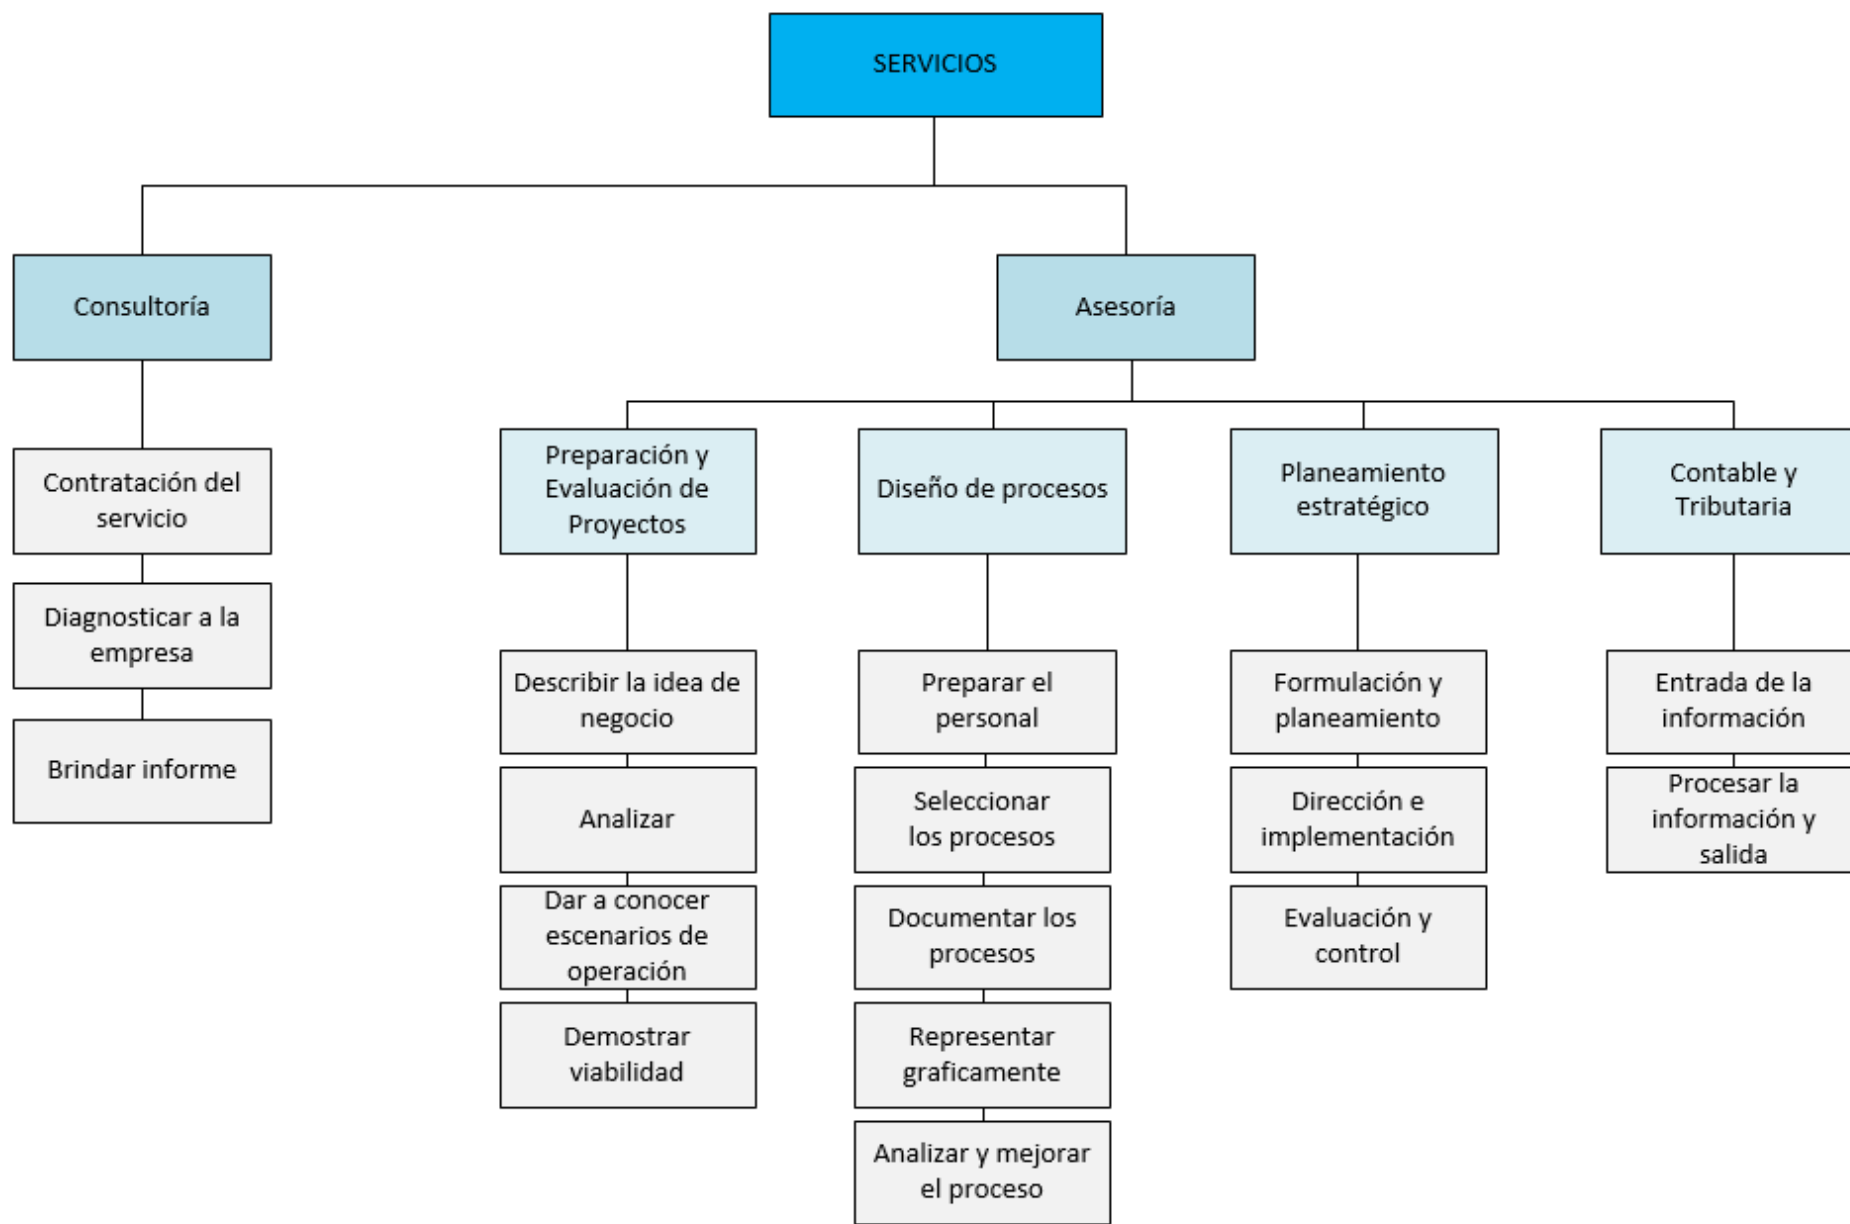 SERVICIOS
Consultoría
Asesoría
Contratación del
servicio
Diagnosticar a la
empresa
Brindar informe
Preparación y
Evaluación de
Proyectos
Describir la idea de
negocio
Analizar
Dar a conocer
escenarios de
operación
Demostrar
viabilidad
Diseño de procesos
Preparar el
personal
Seleccionar
los procesos
Documentar los
procesos
Representar
graficamente
Analizar y mejorar
el proceso
Planeamiento
estratégico
Formulación y
planeamiento
Dirección e
implementación
Evaluación y
control
Contable y
Tributaria
Entrada de la
información
Procesar la
información y
salida